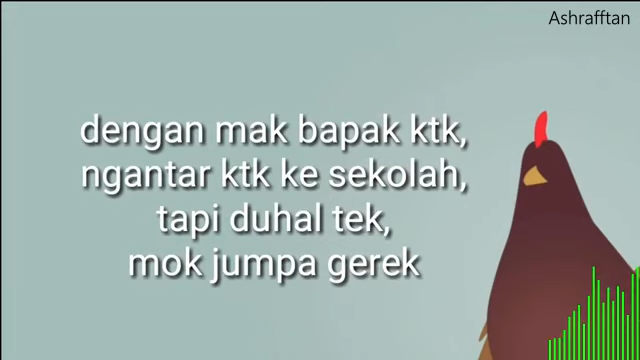 Ashrafftan
dengan mak bapak ktk,
ngantar ktk ke sekolah,
tapi duhal tek,
mok jumpa gerek